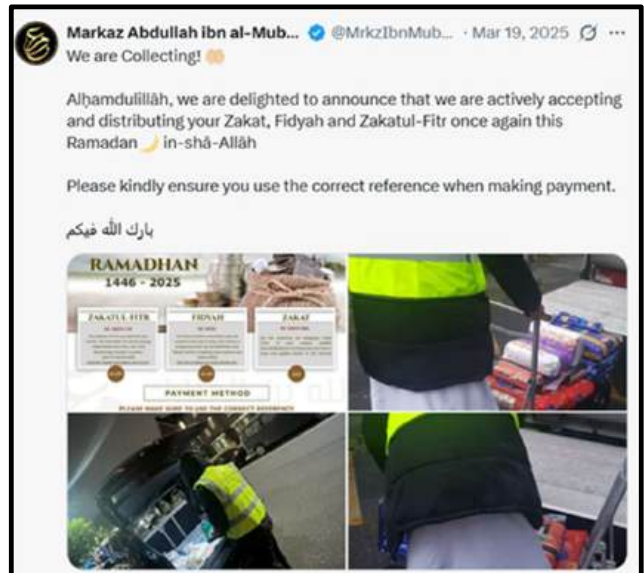 Markaz Abdullah ibn al-Mub... @MrkzIbnMub... · Mar 19, 2025
We are Collecting!
Alḥamdulillāh, we are delighted to announce that we are actively accepting
and distributing your Zakat, Fidyah and Zakatul-Fitr once again this
Ramadan in-shā-Allāh
Please kindly ensure you use the correct reference when making payment.
بارك الله فيكم
RAMADHAN
1446 - 2025
ZAKATUL-FITR
FIDYAH
ZAKAT
PAYMENT METHOD
PLEASE MAKE SURE TO USE THE CORRECT REFERENCE